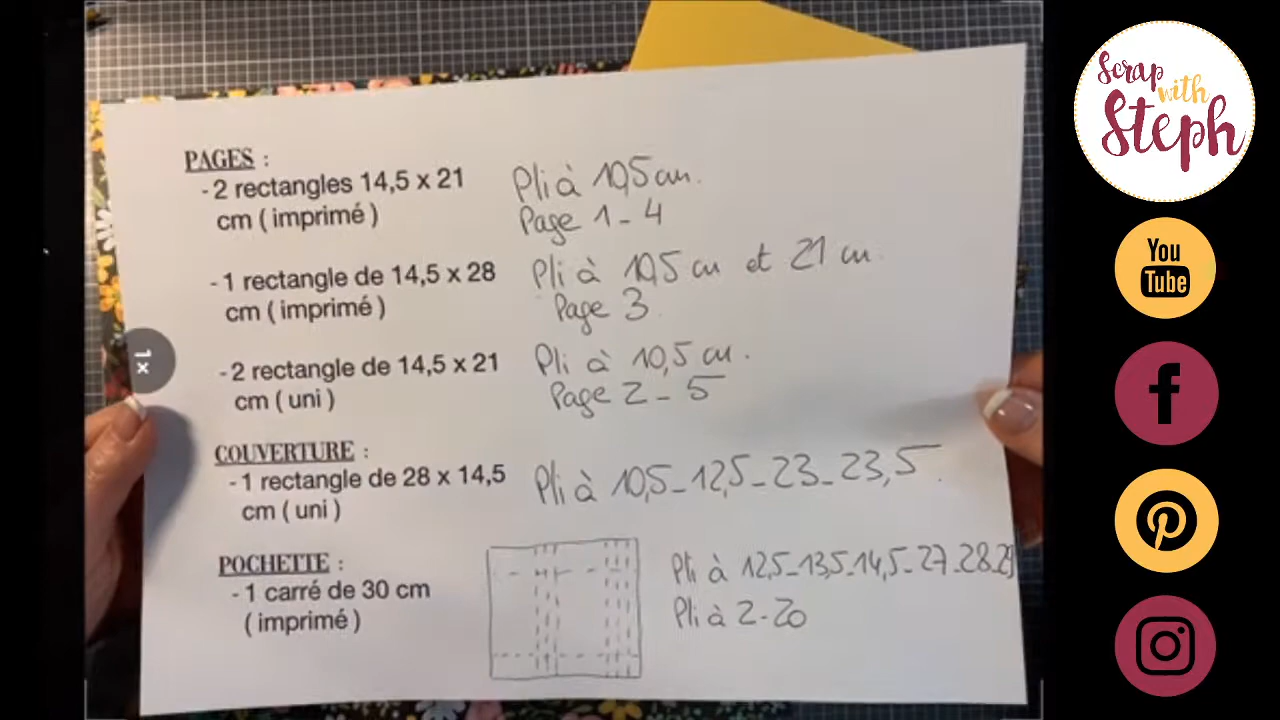 PAGES :
- 2 rectangles 14,5 x 21 Pli à 10,5 cm.
cm ( imprimé ) Page 1 - 4
- 1 rectangle de 14,5 x 28 Pli à 10,5 cm et 21 cm.
cm ( imprimé ) Page 3.
- 2 rectangle de 14,5 x 21 Pli à 10,5 cm.
cm ( uni ) Page 2 - 5
COUVERTURE :
- 1 rectangle de 28 x 14,5 Pli à 10,5 - 12,5 - 23 - 23,5.
cm ( uni )
POCHETTE :
- 1 carré de 30 cm Pli à 12,5 - 13,5 - 14,5 - 27 - 28 - 29
( imprimé ) Pli à 2 - 20
1x
Scrap
with
Steph
You
Tube